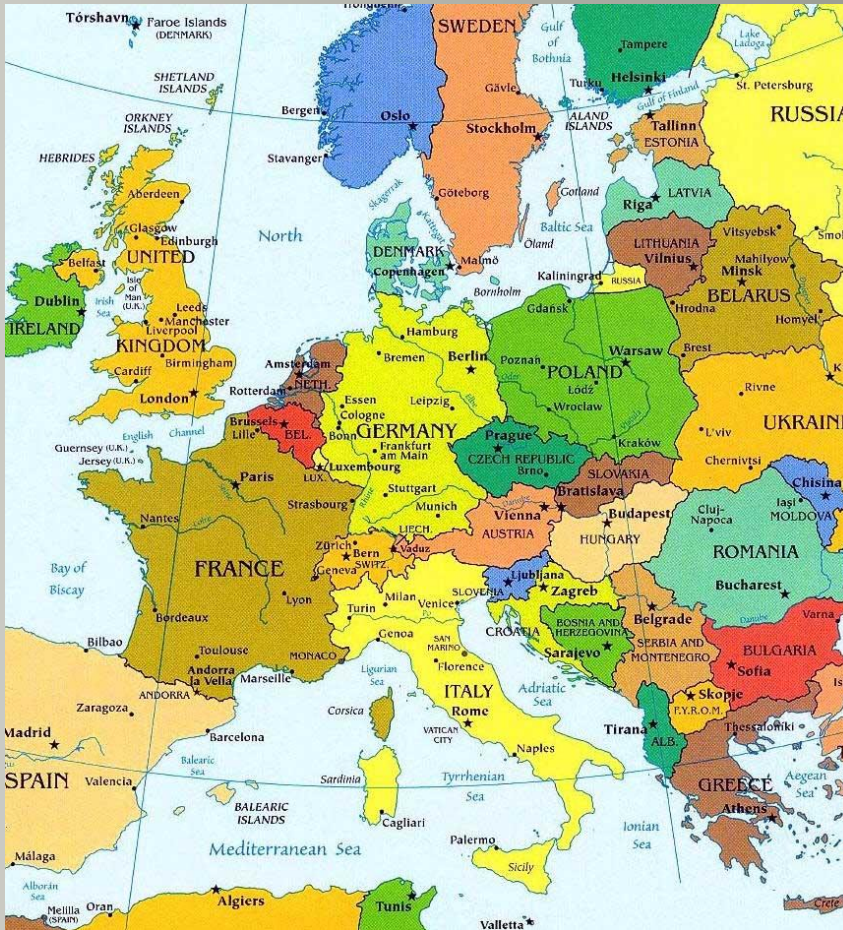 Tórshavn
Faroe Islands
(DENMARK)
SWEDEN
Gulf
of
Bothnia
Lake
Ladoga
SHETLAND
ISLANDS
Tampere
Helsinki
Turku
St. Petersburg
Gulf of Finland
Gävle
Bergen
Oslo
ORKNEY
ISLANDS
ALAND
ISLANDS
RUSSIA
Stockholm
Tallinn
ESTONIA
HEBRIDES
Stavanger
Aberdeen
Skagerrak
Kattegat
Göteborg
Gotland
LATVIA
Riga
Glasgow
Edinburgh
North
Baltic Sea
Öland
Vitsyebsk
UNITED
DENMARK
LITHUANIA
Belfast
Copenhagen
Malmö
Vilnius
Mahilyow
Minsk
Kaliningrad
RUSSIA
Isle
of
Man (U.K.)
Bornholm
BELARUS
Dublin
Irish
Sea
Leeds
Manchester
Liverpool
Gdańsk
Hrodna
Homyel
IRELAND
Hamburg
KINGDOM
Birmingham
Amsterdam
Bremen
Berlin
Poznań
Warsaw
Brest
Cardiff
NETH.
POLAND
Oder
Łódź
London
Rotterdam
Essen
Cologne
Bonn
Leipzig
Elbe
Wroclaw
Rivne
Brussels
BEL.
Lille
GERMANY
UKRAINE
English
Channel
Guernsey (U.K.)
Jersey (U.K.)
Frankfurt
am Main
Prague
Kraków
L'viv
LUX.
Luxembourg
CZECH REPUBLIC
Brno
Chernivtsi
Paris
Rhine
Stuttgart
SLOVAKIA
Strasbourg
Munich
Danube
Bratislava
Chisina
Iaşi
MOLDOVA
Nantes
Loire
Vienna
Budapest
Cluj-
Napoca
LIECH.
Zürich
Bern
SWITZ.
Vaduz
AUSTRIA
HUNGARY
ROMANIA
FRANCE
Geneva
Bay of
Biscay
Lyon
Milan
Venice
Turin
Po
SLOVENIA
Ljubljana
Zagreb
Bucharest
Bordeaux
CROATIA
Belgrade
Danube
Varna
Genoa
BOSNIA AND
HERZEGOVINA
Bilbao
Toulouse
MONACO
SAN
MARINO
Sarajevo
SERBIA AND
MONTENEGRO
BULGARIA
Andorra
la Vella
Marseille
Ligurian
Sea
Florence
Sofia
ANDORRA
ITALY
Adriatic
Sea
Skopje
F.Y.R.O.M.
Zaragoza
Corsica
Rome
VATICAN
CITY
Tirana
Madrid
Barcelona
Thessaloniki
Naples
ALB.
SPAIN
Balearic
Sea
Valencia
Sardinia
Tyrrhenian
Sea
GREECE
Aegean
Sea
BALEARIC
ISLANDS
Cagliari
Athens
Ionian
Sea
Palermo
Mediterranean Sea
Málaga
Sicily
Alborán
Sea
Melilla
(SPAIN)
Oran
Algiers
Tunis
Valletta
Crete